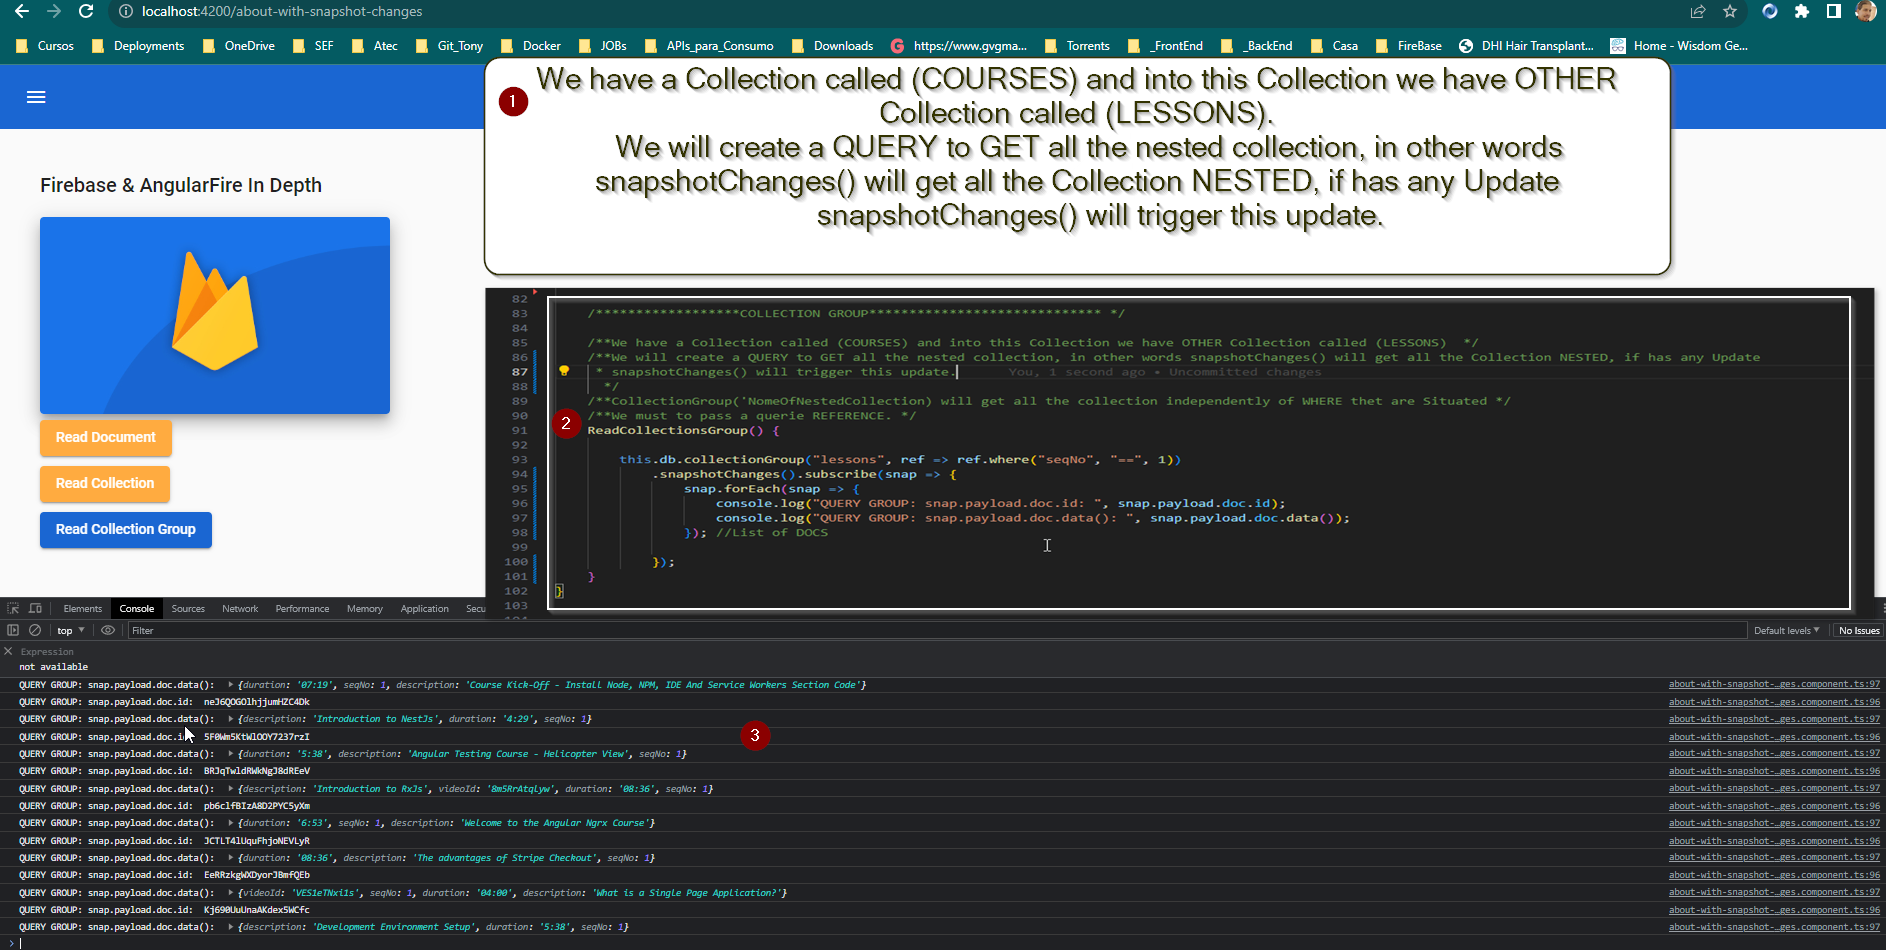 localhost:4200/about-with-snapshot-changes
Cursos Deployments OneDrive SEF Atec Git_Tony Docker JOBs APIs_para_Consumo Downloads https://www.gvgma... Torrents _FrontEnd _BackEnd Casa FireBase DHI Hair Transplant... Home - Wisdom Ge...
1
We have a Collection called (COURSES) and into this Collection we have OTHER
Collection called (LESSONS).
We will create a QUERY to GET all the nested collection, in other words
snapshotChanges() will get all the Collection NESTED, if has any Update
snapshotChanges() will trigger this update.
Firebase & AngularFire In Depth
Read Document
Read Collection
Read Collection Group
82
83 /******************COLLECTION GROUP***************************** */
84
85 /**We have a Collection called (COURSES) and into this Collection we have OTHER Collection called (LESSONS) */
86 /**We will create a QUERY to GET all the nested collection, in other words snapshotChanges() will get all the Collection NESTED, if has any Update
87 * snapshotChanges() will trigger this update. You, 1 second ago • Uncommitted changes
88 */
89 /**CollectionGroup('NomeOfNestedCollection) will get all the collection independently of WHERE thet are Situated */
90 /**We must to pass a querie REFERENCE. */
2
91 ReadCollectionsGroup() {
92
93 this.db.collectionGroup("lessons", ref => ref.where("seqNo", "==", 1))
94 .snapshotChanges().subscribe(snap => {
95 snap.forEach(snap => {
96 console.log("QUERY GROUP: snap.payload.doc.id: ", snap.payload.doc.id);
97 console.log("QUERY GROUP: snap.payload.doc.data(): ", snap.payload.doc.data());
98 }); //List of DOCS
99
100 });
101 }
102 }
103
Elements Console Sources Network Performance Memory Application Secu
top Filter Default levels No Issues
Expression
not available
QUERY GROUP: snap.payload.doc.data(): {duration: '07:19', seqNo: 1, description: 'Course Kick-Off - Install Node, NPM, IDE And Service Workers Section Code'} about-with-snapshot-…ges.component.ts:97
QUERY GROUP: snap.payload.doc.id: neJ6QOGOlhjjumHZC4Dk about-with-snapshot-…ges.component.ts:96
QUERY GROUP: snap.payload.doc.data(): {description: 'Introduction to NestJs', duration: '4:29', seqNo: 1} about-with-snapshot-…ges.component.ts:97
QUERY GROUP: snap.payload.doc.id: 5F0Wm5KtWlOOY7237rzI about-with-snapshot-…ges.component.ts:96
3
QUERY GROUP: snap.payload.doc.data(): {duration: '5:38', description: 'Angular Testing Course - Helicopter View', seqNo: 1} about-with-snapshot-…ges.component.ts:97
QUERY GROUP: snap.payload.doc.id: BRJqTwldRWkNgJ8dREeV about-with-snapshot-…ges.component.ts:96
QUERY GROUP: snap.payload.doc.data(): {description: 'Introduction to RxJs', videoId: '8m5RrAtqlyw', duration: '08:36', seqNo: 1} about-with-snapshot-…ges.component.ts:97
QUERY GROUP: snap.payload.doc.id: pb6clfBIzA8D2PYC5yXm about-with-snapshot-…ges.component.ts:96
QUERY GROUP: snap.payload.doc.data(): {duration: '6:53', seqNo: 1, description: 'Welcome to the Angular Ngrx Course'} about-with-snapshot-…ges.component.ts:97
QUERY GROUP: snap.payload.doc.id: JCTLT4lUquFhjoNEVLyR about-with-snapshot-…ges.component.ts:96
QUERY GROUP: snap.payload.doc.data(): {duration: '08:36', description: 'The advantages of Stripe Checkout', seqNo: 1} about-with-snapshot-…ges.component.ts:97
QUERY GROUP: snap.payload.doc.id: EeRRzkgWXDyorJBmfQEb about-with-snapshot-…ges.component.ts:96
QUERY GROUP: snap.payload.doc.data(): {videoId: 'VES1eTNxi1s', seqNo: 1, duration: '04:00', description: 'What is a Single Page Application?'} about-with-snapshot-…ges.component.ts:97
QUERY GROUP: snap.payload.doc.id: Kj690UuUnaAKdex5WCfc about-with-snapshot-…ges.component.ts:96
QUERY GROUP: snap.payload.doc.data(): {description: 'Development Environment Setup', duration: '5:38', seqNo: 1} about-with-snapshot-…ges.component.ts:97